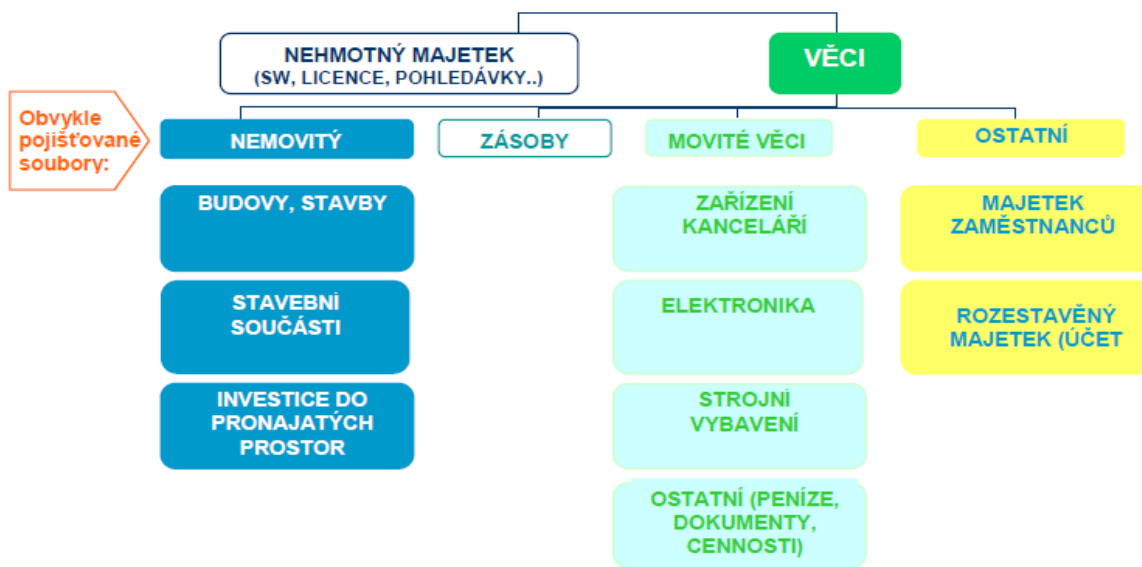 NEHMOTNÝ MAJETEK
(SW, LICENCE, POHLEDÁVKY..)
VĚCI
Obvykle
pojišťované
soubory:
NEMOVITÝ
ZÁSOBY
MOVITÉ VĚCI
OSTATNÍ
BUDOVY, STAVBY
STAVEBNÍ
SOUČÁSTI
INVESTICE DO
PRONAJATÝCH
PROSTOR
ZAŘÍZENÍ
KANCELÁŘÍ
ELEKTRONIKA
STROJNÍ
VYBAVENÍ
OSTATNÍ (PENÍZE,
DOKUMENTY,
CENNOSTI)
MAJETEK
ZAMĚSTNANCŮ
ROZESTAVĚNÝ
MAJETEK (ÚČET